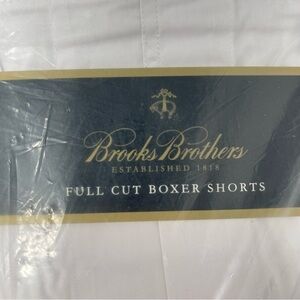 Brooks Brothers
ESTABLISHED 1818
FULL CUT BOXER SHORTS